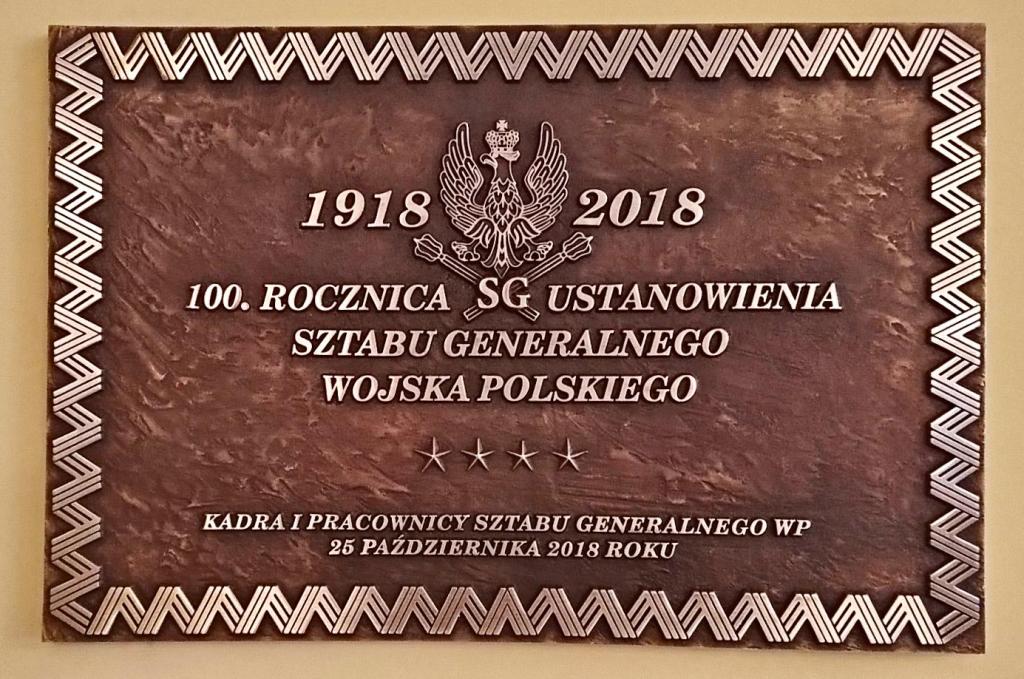 1918 2018
100. ROCZNICA SG USTANOWIENIA
SZTABU GENERALNEGO
WOJSKA POLSKIEGO
KADRA I PRACOWNICY SZTABU GENERALNEGO WP
25 PAŹDZIERNIKA 2018 ROKU